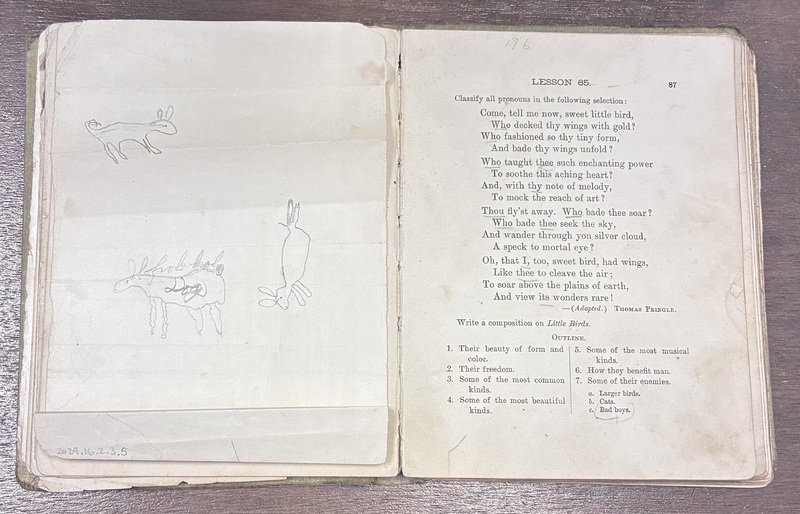 Dog
2024.16.2.3.5
LESSON 65.
87
Classify all pronouns in the following selection:
Come, tell me now, sweet little bird,
Who decked thy wings with gold?
Who fashioned so thy tiny form,
And bade thy wings unfold?
Who taught thee such enchanting power
To soothe this aching heart?
And, with thy note of melody,
To mock the reach of art?
Thou fly'st away. Who bade thee soar?
Who bade thee seek the sky,
And wander through yon silver cloud,
A speck to mortal eye?
Oh, that I, too, sweet bird, had wings,
Like thee to cleave the air;
To soar above the plains of earth,
And view its wonders rare!
—(Adapted.) THOMAS PRINGLE.
Write a composition on Little Birds.
OUTLINE.
1. Their beauty of form and
color.
2. Their freedom.
3. Some of the most common
kinds.
4. Some of the most beautiful
kinds.
5. Some of the most musical
kinds.
6. How they benefit man.
7. Some of their enemies.
a. Larger birds.
b. Cats.
c. Bad boys.